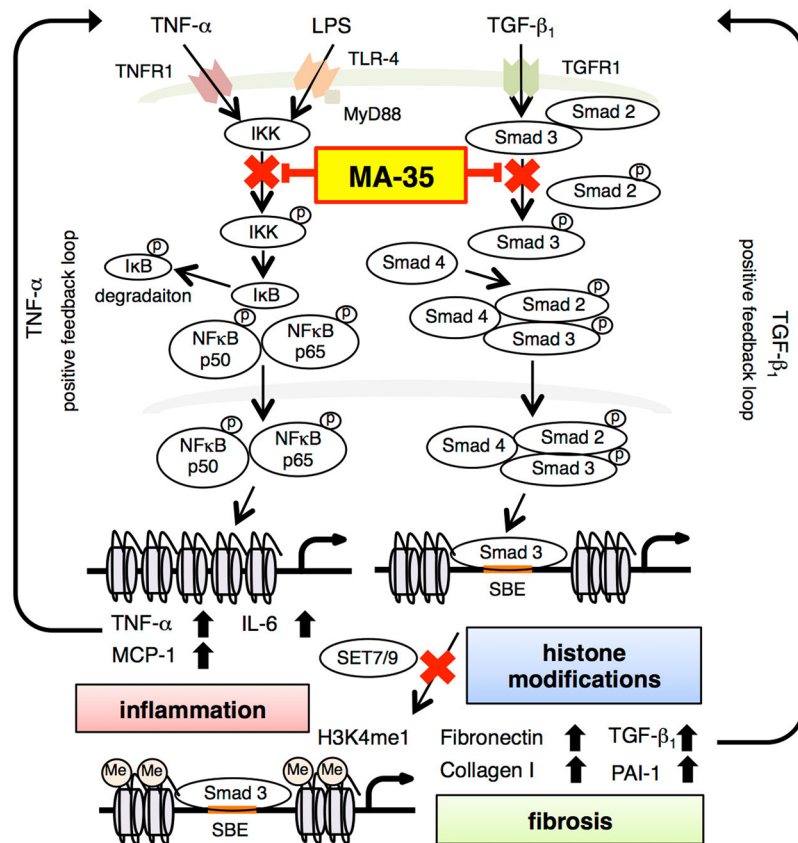 TNF-α
LPS
TGF-β₁
TNFR1
TLR-4
TGFR1
MyD88
IKK
Smad 3
Smad 2
MA-35
p
Smad 2
p
IKK
p
Smad 3
p
IκB
degradaiton
IκB
Smad 4
p
NFκB
p50
p
NFκB
p65
Smad 4
p
Smad 2
p
Smad 3
TNF-α
positive feedback loop
TGF-β₁
positive feedback loop
p
NFκB
p50
p
NFκB
p65
Smad 4
p
Smad 2
p
Smad 3
Smad 3
SBE
TNF-α
IL-6
MCP-1
SET7/9
histone
modifications
inflammation
H3K4me1
Fibronectin
TGF-β₁
Collagen I
PAI-1
Me
Me
Me
Me
Smad 3
SBE
fibrosis